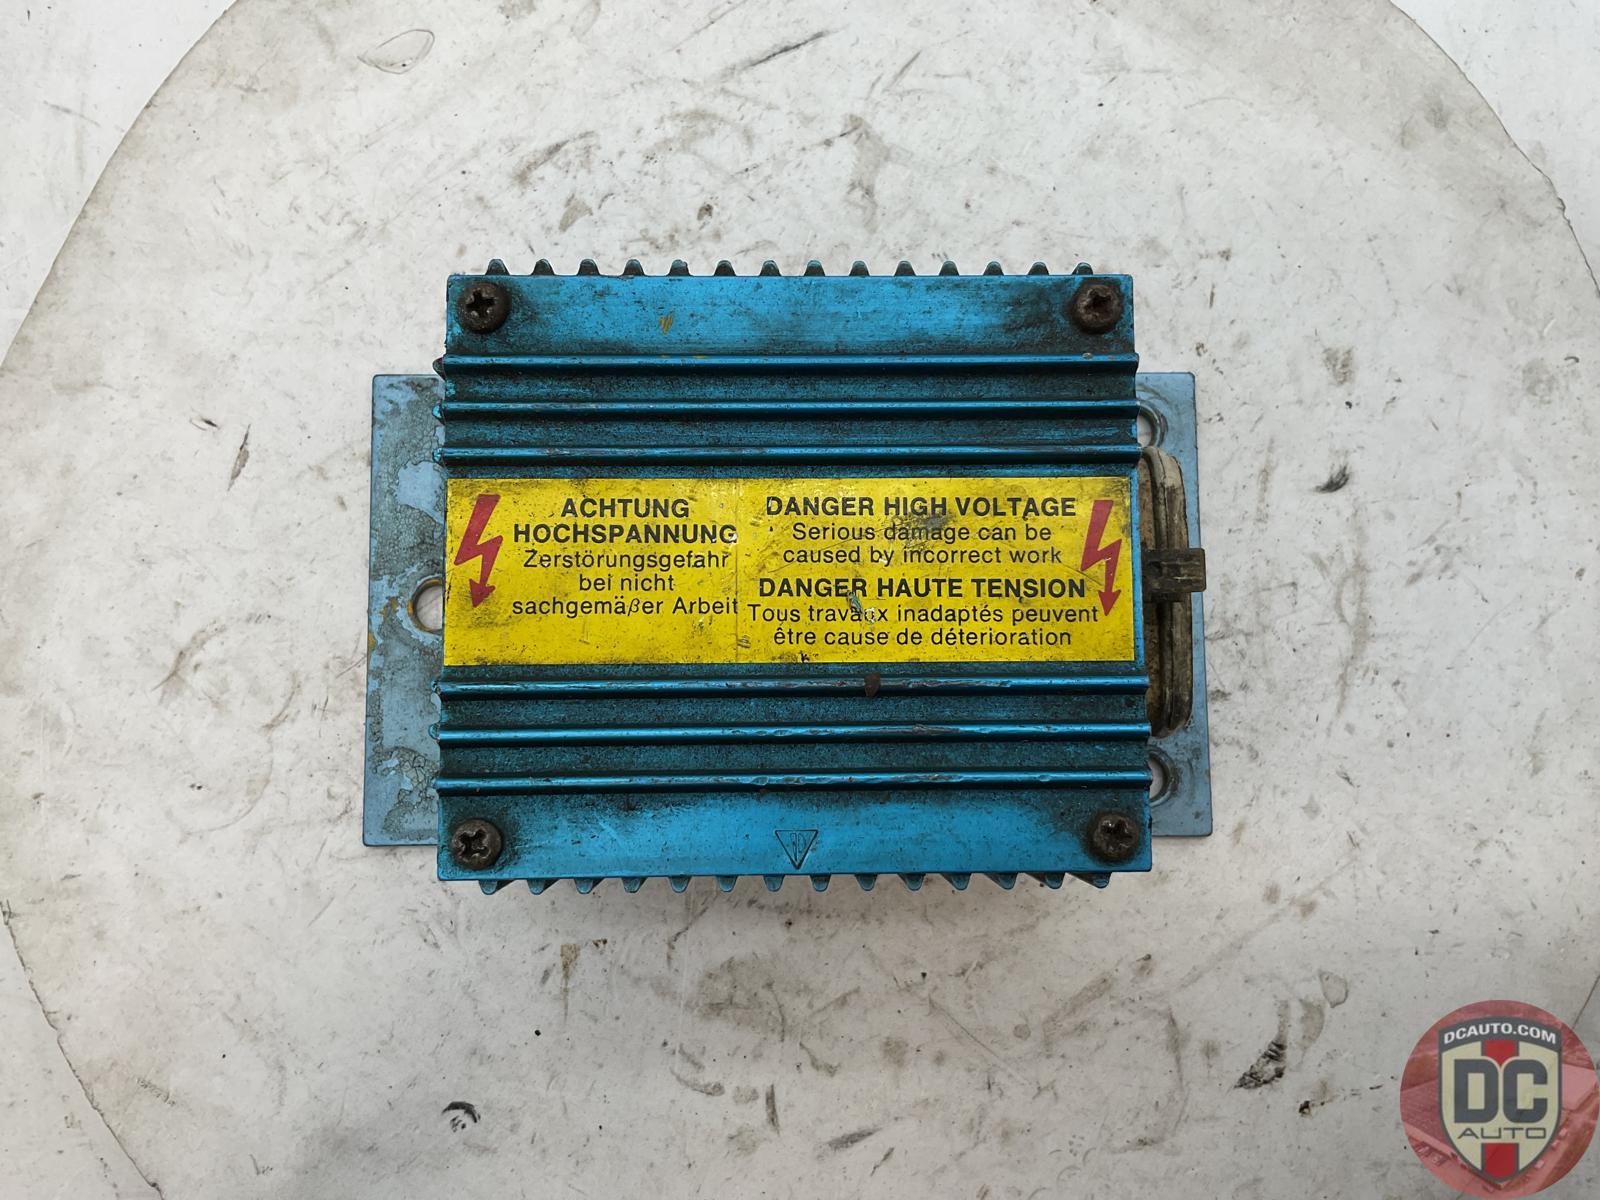 ACHTUNG
HOCHSPANNUNG
Zerstörungsgefahr
bei nicht
sachgemäßer Arbeit
DANGER HIGH VOLTAGE
Serious damage can be
caused by incorrect work
DANGER HAUTE TENSION
Tous travaux inadaptés peuvent
être cause de déterioration
DCAUTO.COM
DC
AUTO